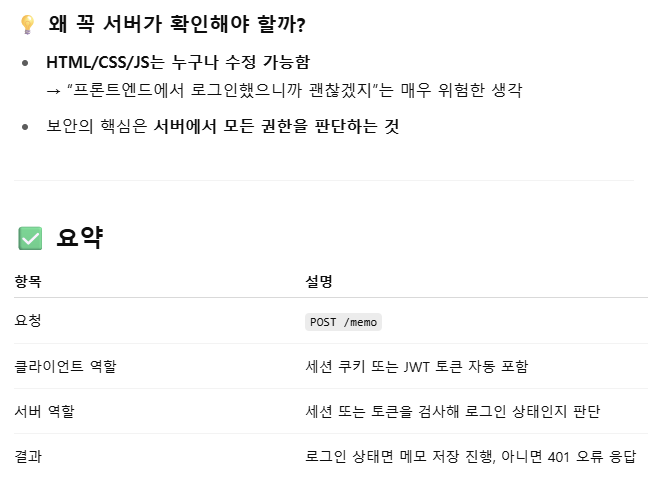 💡 왜 꼭 서버가 확인해야 할까?
• HTML/CSS/JS는 누구나 수정 가능함
→ "프론트엔드에서 로그인했으니까 괜찮겠지"는 매우 위험한 생각
• 보안의 핵심은 서버에서 모든 권한을 판단하는 것
✅ 요약
항목 설명
요청 POST /memo
클라이언트 역할 세션 쿠키 또는 JWT 토큰 자동 포함
서버 역할 세션 또는 토큰을 검사해 로그인 상태인지 판단
결과 로그인 상태면 메모 저장 진행, 아니면 401 오류 응답